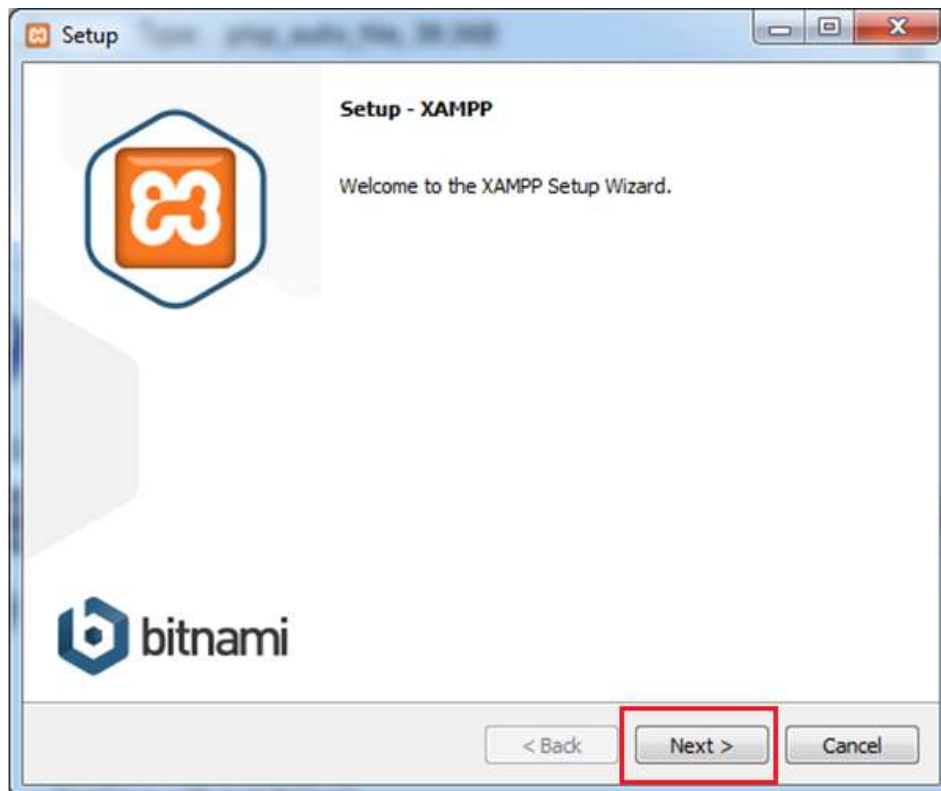 Setup
Setup - XAMPP
Welcome to the XAMPP Setup Wizard.
bitnami
< Back
Next >
Cancel